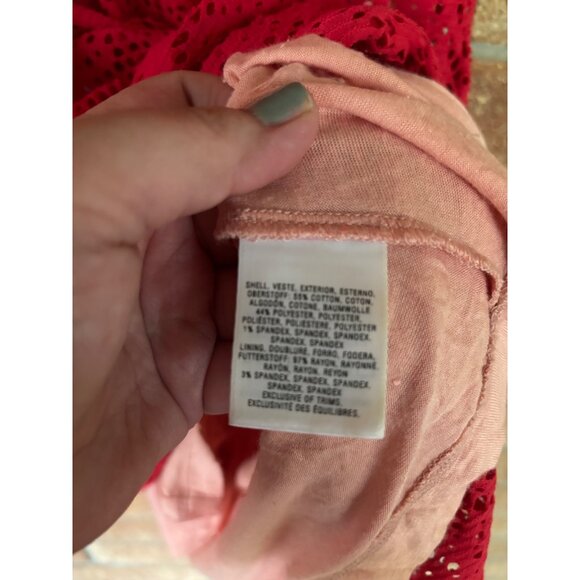 SHELL, VESTE, EXTERIOR, ESTERNO,
OBERSTOFF: 55% COTTON, COTON,
ALGODÓN, COTONE, BAUMWOLLE
44% POLYESTER, POLYESTER,
POLIÉSTER, POLIESTERE, POLYESTER
1% SPANDEX, SPANDEX, SPANDEX,
SPANDEX, SPANDEX
LINING, DOUBLURE, FORRO, FODERA,
FUTTERSTOFF: 97% RAYON, RAYONNE,
RAYÓN, RAYON, REYON
3% SPANDEX, SPANDEX, SPANDEX,
SPANDEX, SPANDEX
EXCLUSIVE OF TRIMS.
EXCLUSIVITÉ DES ÉQUILIBRES.